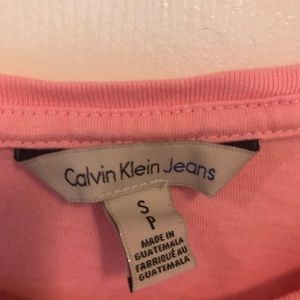 Calvin Klein Jeans
S
P
MADE IN
GUATEMALA
FABRIQUÉ AU
GUATEMALA